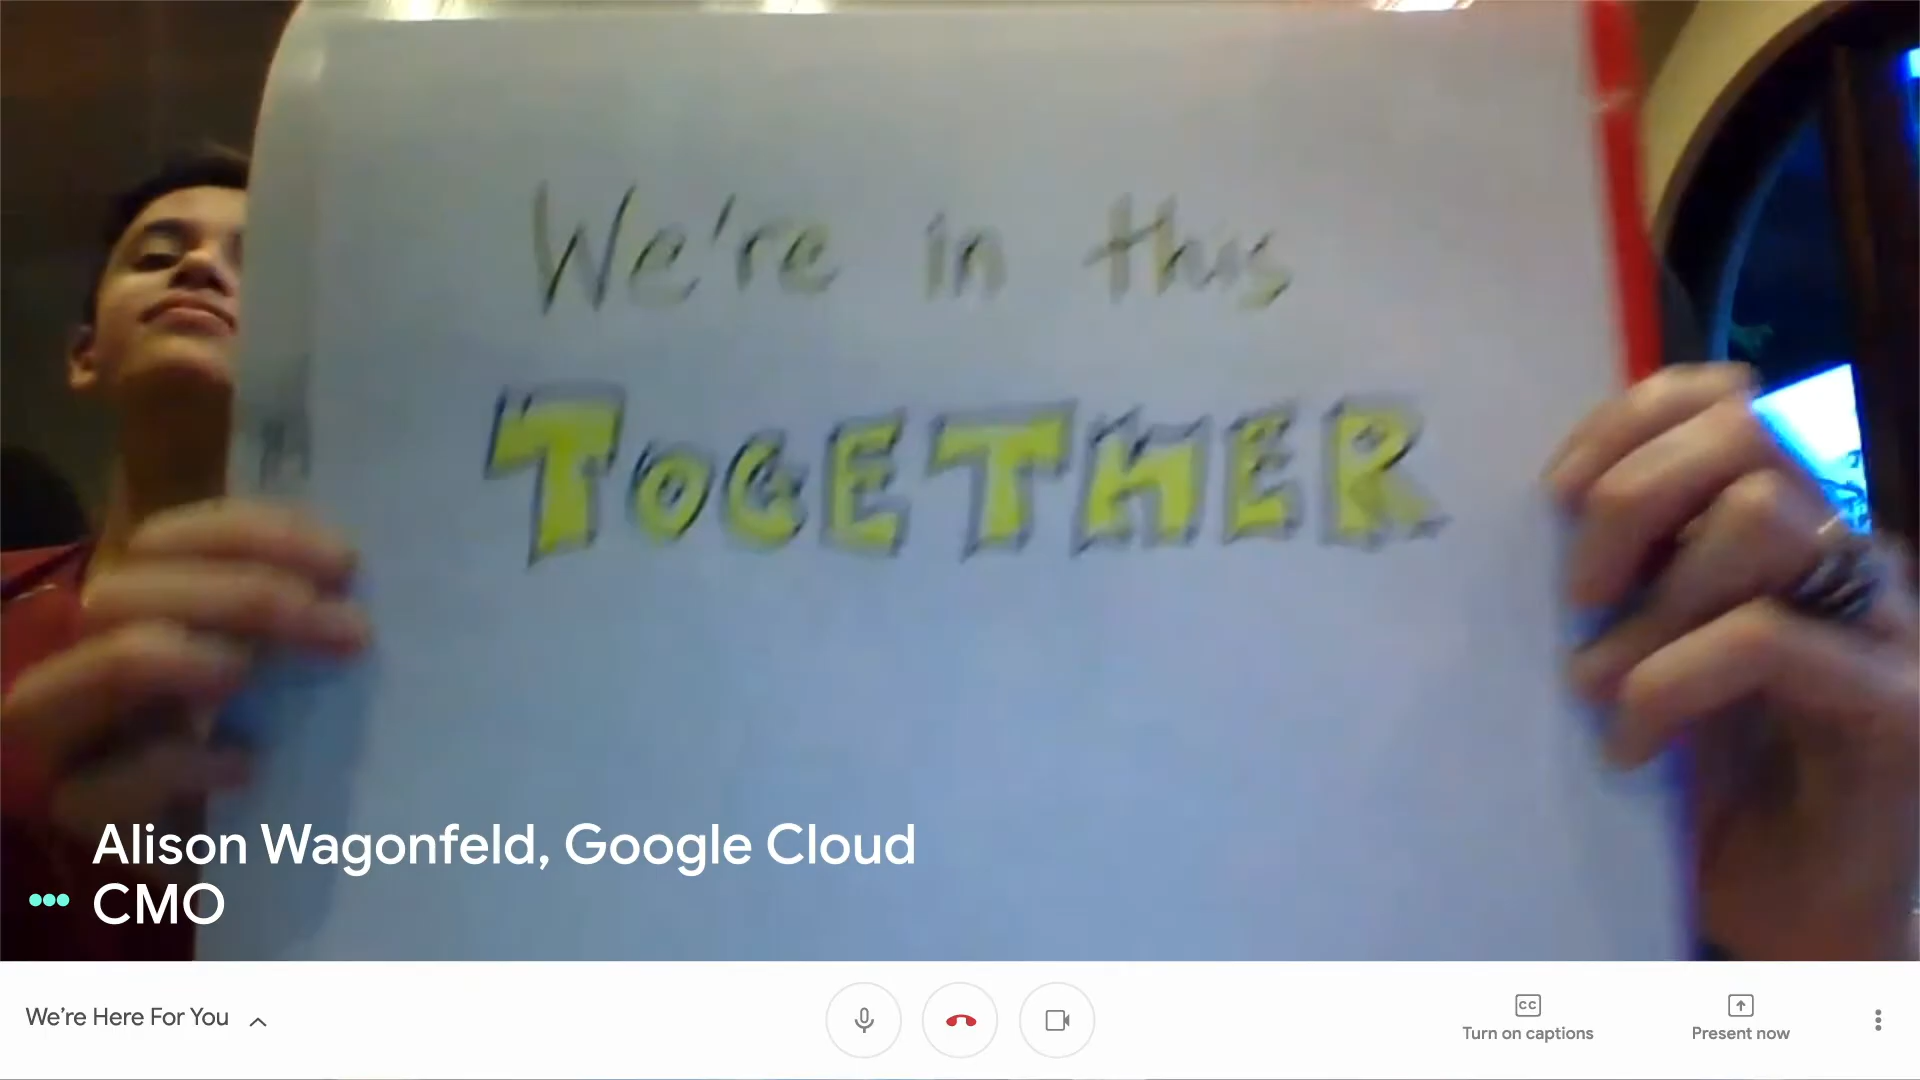 We're in this
TOGETHER
Alison Wagonfeld, Google Cloud
CMO
We're Here For You
CC
Turn on captions
Present now